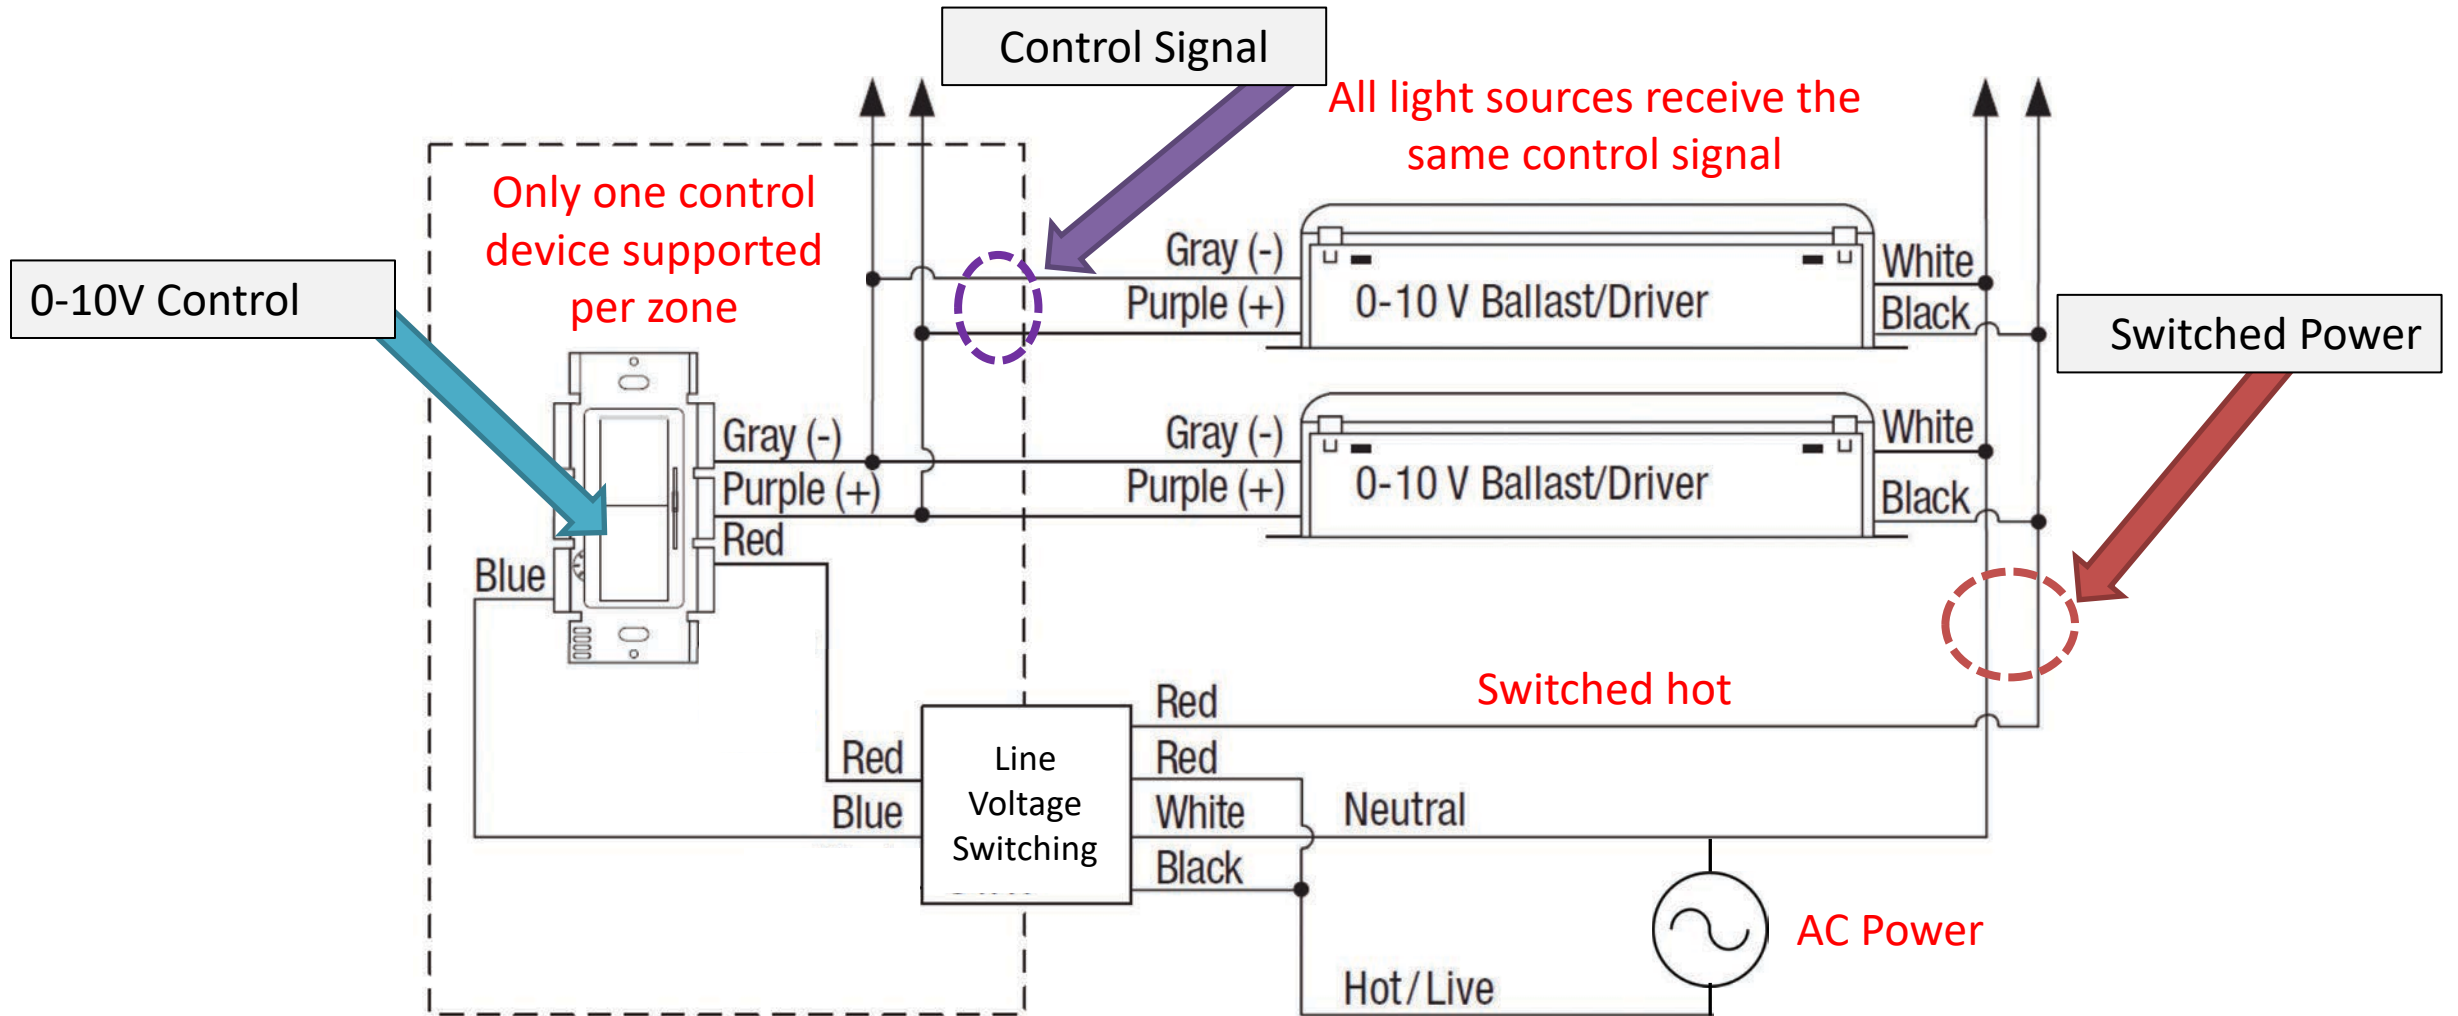 Control Signal
All light sources receive the
same control signal
Only one control
device supported
per zone
0-10V Control
Gray (-)
Purple (+)
0-10 V Ballast/Driver
White
Black
Switched Power
Gray (-)
Purple (+)
Red
Blue
Gray (-)
Purple (+)
0-10 V Ballast/Driver
White
Black
Switched hot
Red
Red
White
Black
Red
Blue
Line
Voltage
Switching
Neutral
AC Power
Hot/Live